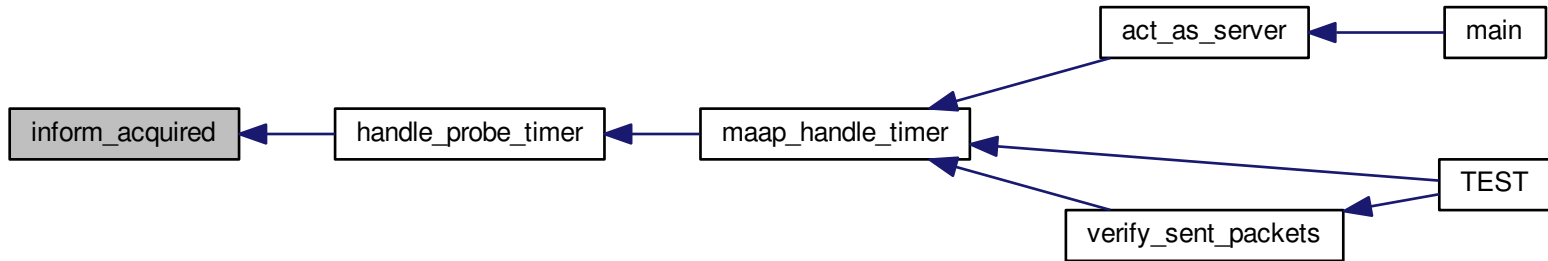 act_as_server
main
inform_acquired
handle_probe_timer
maap_handle_timer
TEST
verify_sent_packets